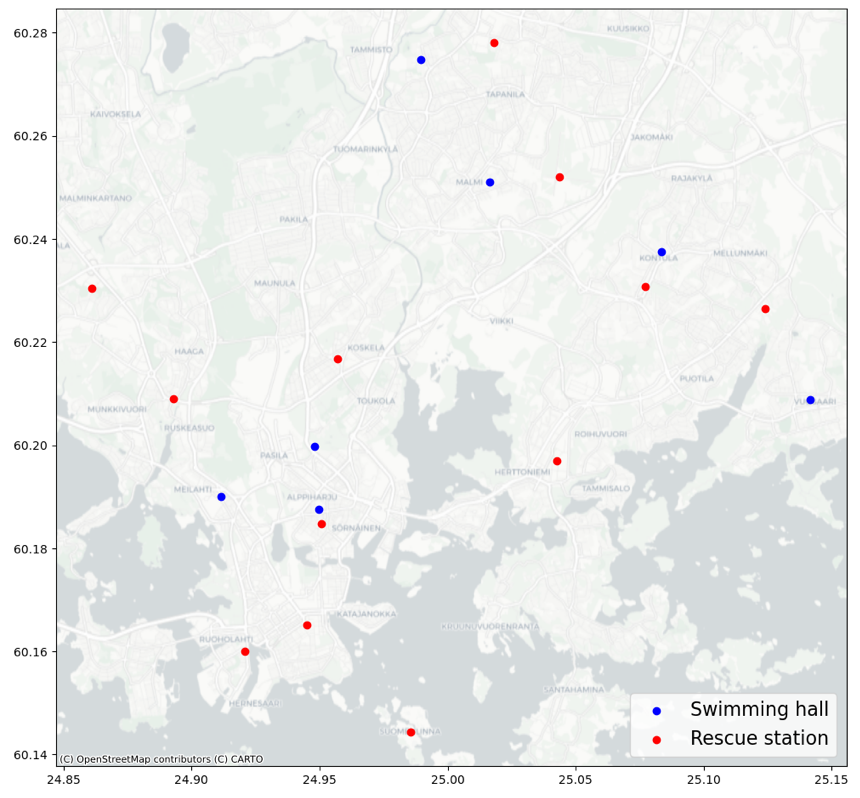 60.28
60.26
60.24
60.22
60.20
60.18
60.16
60.14
KUUSIKKO
TAMMISTO
TAPANILA
KAIVOKSELA
JAKOMÄKI
TUOMARINKYLÄ
MALMI
RAJAKYLÄ
MALMINKARTANO
PAKILA
ALA
KONTULA
MELLUNMÄKI
MAUNULA
VIIKKI
HAAGA
KOSKELA
PUOTILA
MUNKKIVUORI
TOUKOLA
RUSKEASUO
ROIHUVUORI
PASILA
HERTTONIEMI
MEILAHTI
TAMMISALO
ALPPIHARJU
SÖRNÄINEN
KATAJANOKKA
KRUUNUVUORENRANTA
RUOHOLAHTI
SANTAHAMINA
HERNESAARI
Swimming hall
Rescue station
(C) OpenStreetMap contributors (C) CARTO
24.85 24.90 24.95 25.00 25.05 25.10 25.15